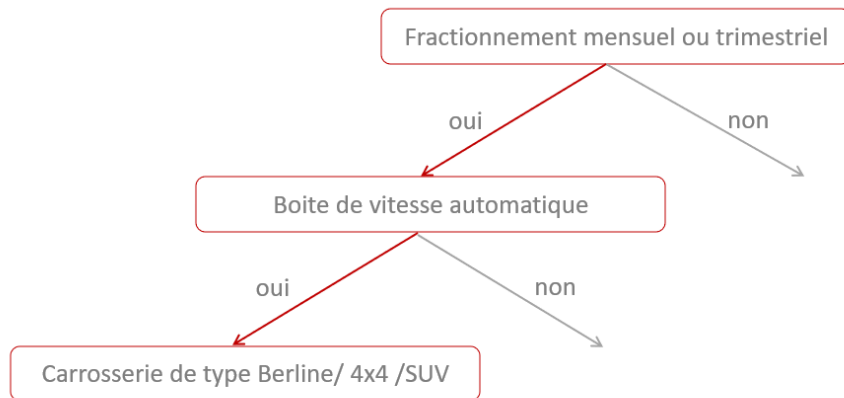 Fractionnement mensuel ou trimestriel
oui
non
Boite de vitesse automatique
oui
non
Carrosserie de type Berline/ 4x4 /SUV